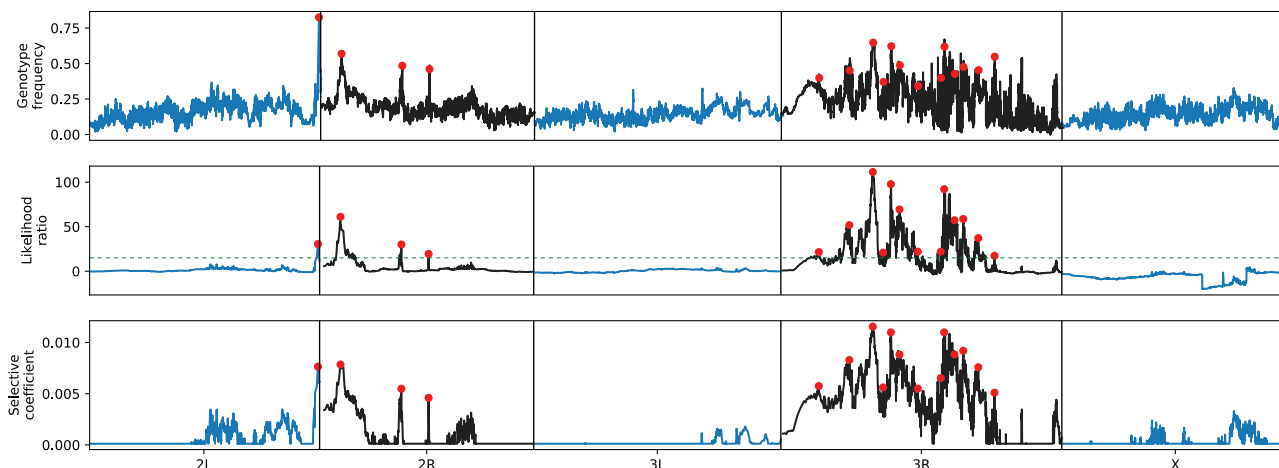 Genotype
frequency
0.75
0.50
0.25
0.00
Likelihood
ratio
100
50
0
Selective
coefficient
0.010
0.005
0.000
2L 2R 3L 3R X